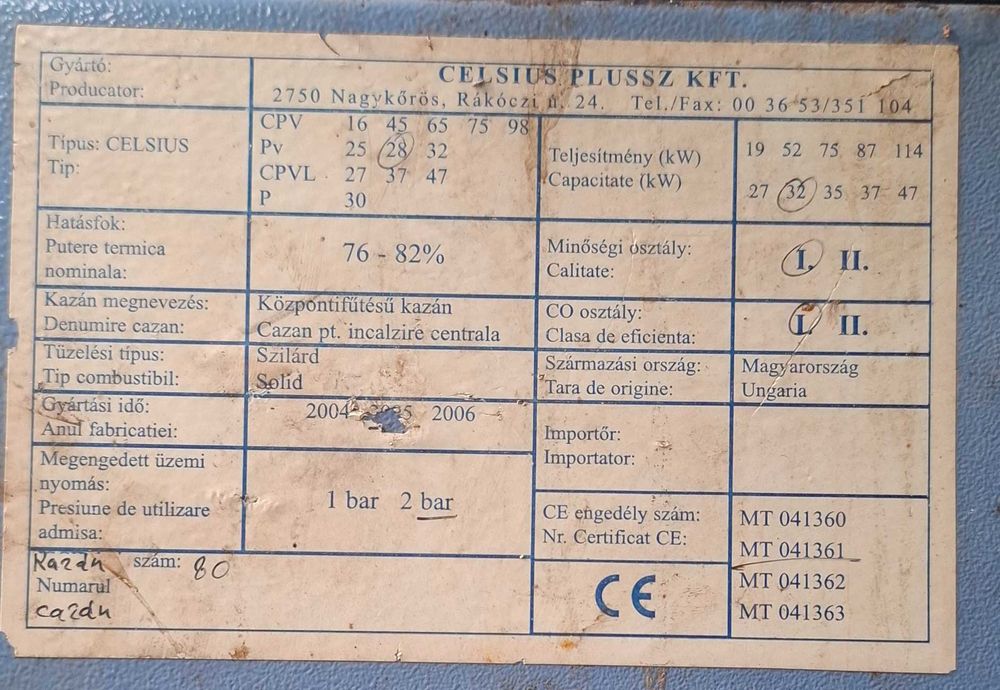 Gyártó:
Producator:
CELSIUS PLUSSZ KFT.
2750 Nagykőrös, Rákóczi u. 24. Tel./Fax: 00 36 53/351 104
Típus: CELSIUS
Tip:
CPV 16 45 65 75 98
Pv 25 28 32
CPVL 27 37 47
P 30
Teljesítmény (kW)
Capacitate (kW)
19 52 75 87 114
27 32 35 37 47
Hatásfok:
Putere termica
nominala:
76 - 82%
Minőségi osztály:
Calitate:
I. II.
Kazán megnevezés:
Denumire cazan:
Központifűtésű kazán
Cazan pt. incalzire centrala
CO osztály:
Clasa de eficienta:
I. II.
Tüzelési típus:
Tip combustibil:
Szilárd
Solid
Származási ország:
Tara de origine:
Magyarország
Ungaria
Gyártási idő:
Anul fabricatiei:
2004 2006
Importőr:
Importator:
Megengedett üzemi
nyomás:
Presiune de utilizare
admisa:
1 bar 2 bar
CE engedély szám:
Nr. Certificat CE:
MT 041360
MT 041361
MT 041362
MT 041363
Kazán szám: 80
Numarul
cazán
CE